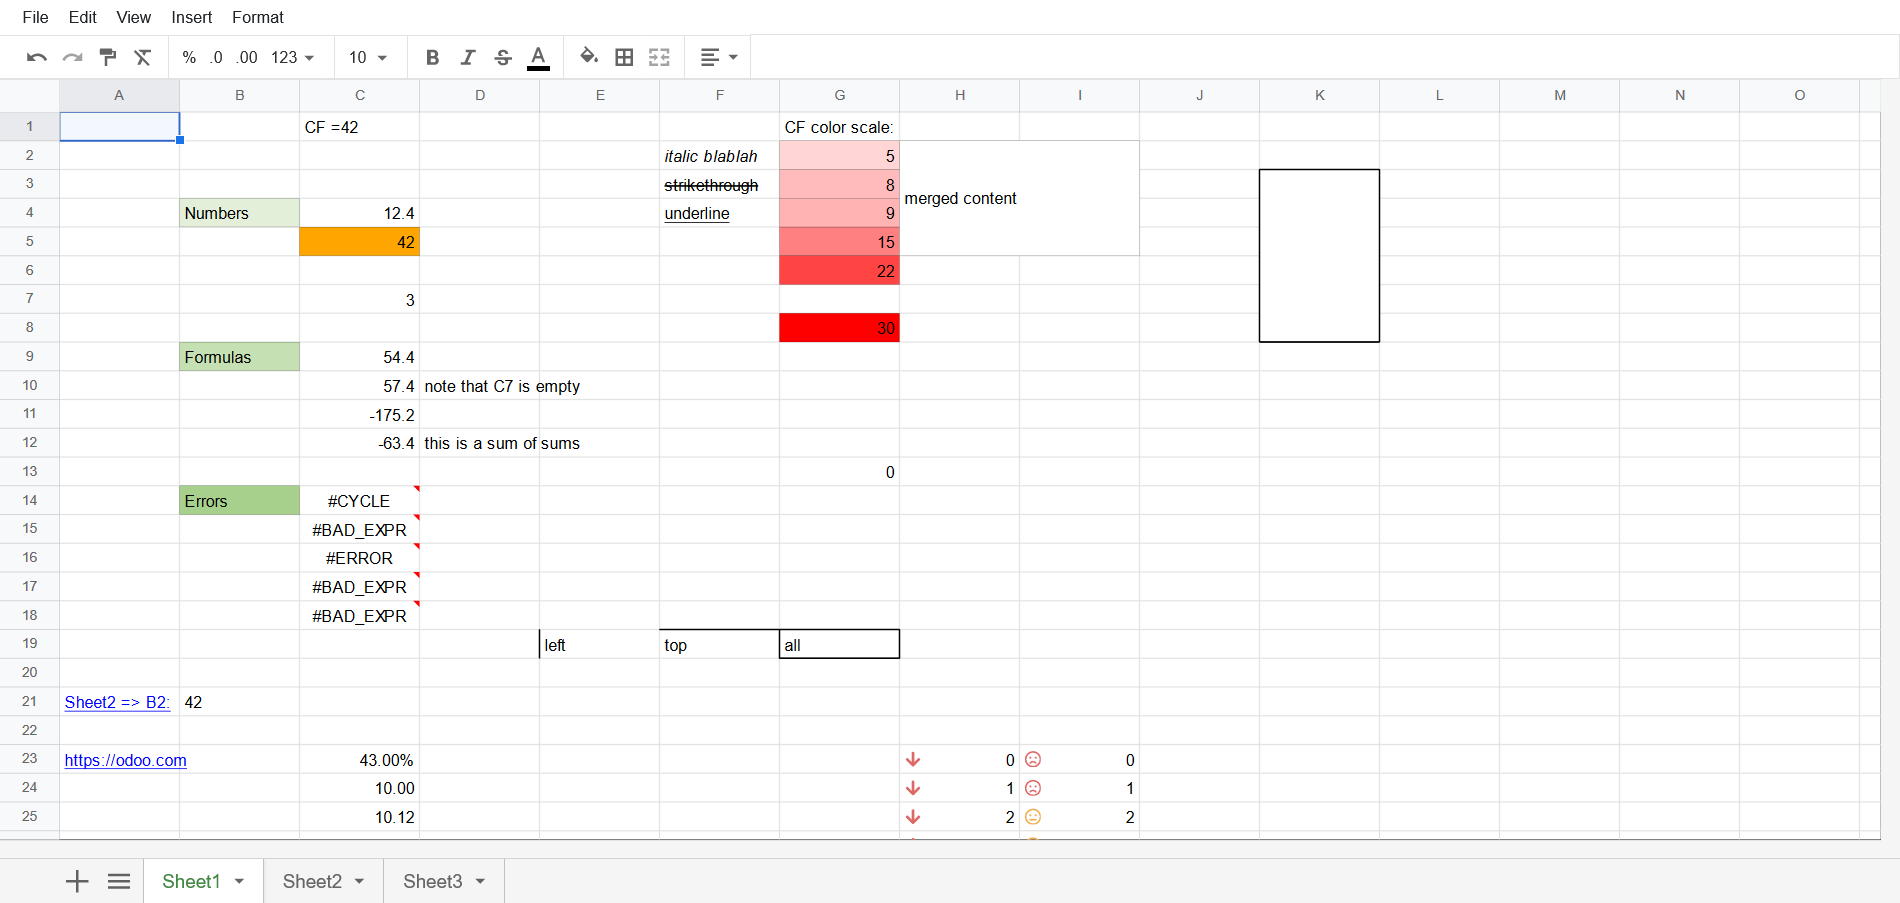 File Edit View Insert Format
% .0 .00 123 10 B I S A
A B C D E F G H I J K L M N O
1 CF =42 CF color scale:
2 italic blablah 5
3 strikethrough 8
merged content
4 Numbers 12.4 underline 9
5 42 15
6 22
7 3
8 30
9 Formulas 54.4
10 57.4 note that C7 is empty
11 -175.2
12 -63.4 this is a sum of sums
13 0
14 Errors #CYCLE
15 #BAD_EXPR
16 #ERROR
17 #BAD_EXPR
18 #BAD_EXPR
19 left top all
20
21 Sheet2 => B2: 42
22
23 https://odoo.com 43.00% 0 0
24 10.00 1 1
25 10.12 2 2
Sheet1 Sheet2 Sheet3